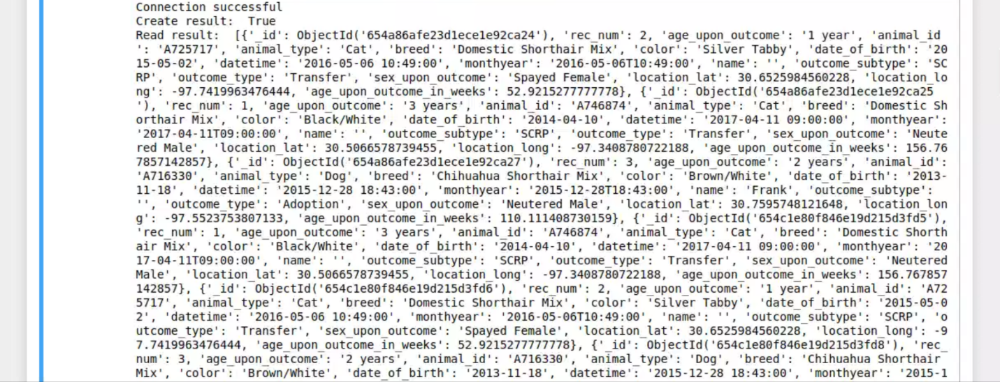 Connection successful
Create result:  True
Read result:  [{'_id': ObjectId('654a86afe23d1ece1e92ca24'), 'rec_num': 2, 'age_upon_outcome': '1 year', 'animal_id
': 'A725717', 'animal_type': 'Cat', 'breed': 'Domestic Shorthair Mix', 'color': 'Silver Tabby', 'date_of_birth': '20
15-05-02', 'datetime': '2016-05-06 10:49:00', 'monthyear': '2016-05-06T10:49:00', 'name': '', 'outcome_subtype': 'SC
RP', 'outcome_type': 'Transfer', 'sex_upon_outcome': 'Spayed Female', 'location_lat': 30.6525984560228, 'location_lo
ng': -97.7419963476444, 'age_upon_outcome_in_weeks': 52.9215277777778}, {'_id': ObjectId('654a86afe23d1ece1e92ca25
'), 'rec_num': 1, 'age_upon_outcome': '3 years', 'animal_id': 'A746874', 'animal_type': 'Cat', 'breed': 'Domestic Sh
orthair Mix', 'color': 'Black/White', 'date_of_birth': '2014-04-10', 'datetime': '2017-04-11 09:00:00', 'monthyear':
'2017-04-11T09:00:00', 'name': '', 'outcome_subtype': 'SCRP', 'outcome_type': 'Transfer', 'sex_upon_outcome': 'Neute
red Male', 'location_lat': 30.5066578739455, 'location_long': -97.3408780722188, 'age_upon_outcome_in_weeks': 156.76
7857142857}, {'_id': ObjectId('654a86afe23d1ece1e92ca27'), 'rec_num': 3, 'age_upon_outcome': '2 years', 'animal_id':
'A716330', 'animal_type': 'Dog', 'breed': 'Chihuahua Shorthair Mix', 'color': 'Brown/White', 'date_of_birth': '2013-
11-18', 'datetime': '2015-12-28 18:43:00', 'monthyear': '2015-12-28T18:43:00', 'name': 'Frank', 'outcome_subtype':
'', 'outcome_type': 'Adoption', 'sex_upon_outcome': 'Neutered Male', 'location_lat': 30.7595748121648, 'location_lon
g': -97.5523753807133, 'age_upon_outcome_in_weeks': 110.111408730159}, {'_id': ObjectId('654c1e80f846e19d215d3fd5'),
'rec_num': 1, 'age_upon_outcome': '3 years', 'animal_id': 'A746874', 'animal_type': 'Cat', 'breed': 'Domestic Shorth
air Mix', 'color': 'Black/White', 'date_of_birth': '2014-04-10', 'datetime': '2017-04-11 09:00:00', 'monthyear': '20
17-04-11T09:00:00', 'name': '', 'outcome_subtype': 'SCRP', 'outcome_type': 'Transfer', 'sex_upon_outcome': 'Neutered
Male', 'location_lat': 30.5066578739455, 'location_long': -97.3408780722188, 'age_upon_outcome_in_weeks': 156.767857
142857}, {'_id': ObjectId('654c1e80f846e19d215d3fd6'), 'rec_num': 2, 'age_upon_outcome': '1 year', 'animal_id': 'A72
5717', 'animal_type': 'Cat', 'breed': 'Domestic Shorthair Mix', 'color': 'Silver Tabby', 'date_of_birth': '2015-05-0
2', 'datetime': '2016-05-06 10:49:00', 'monthyear': '2016-05-06T10:49:00', 'name': '', 'outcome_subtype': 'SCRP', 'o
utcome_type': 'Transfer', 'sex_upon_outcome': 'Spayed Female', 'location_lat': 30.6525984560228, 'location_long': -9
7.7419963476444, 'age_upon_outcome_in_weeks': 52.9215277777778}, {'_id': ObjectId('654c1e80f846e19d215d3fd8'), 'rec_
num': 3, 'age_upon_outcome': '2 years', 'animal_id': 'A716330', 'animal_type': 'Dog', 'breed': 'Chihuahua Shorthair
Mix', 'color': 'Brown/White', 'date_of_birth': '2013-11-18', 'datetime': '2015-12-28 18:43:00', 'monthyear': '2015-1